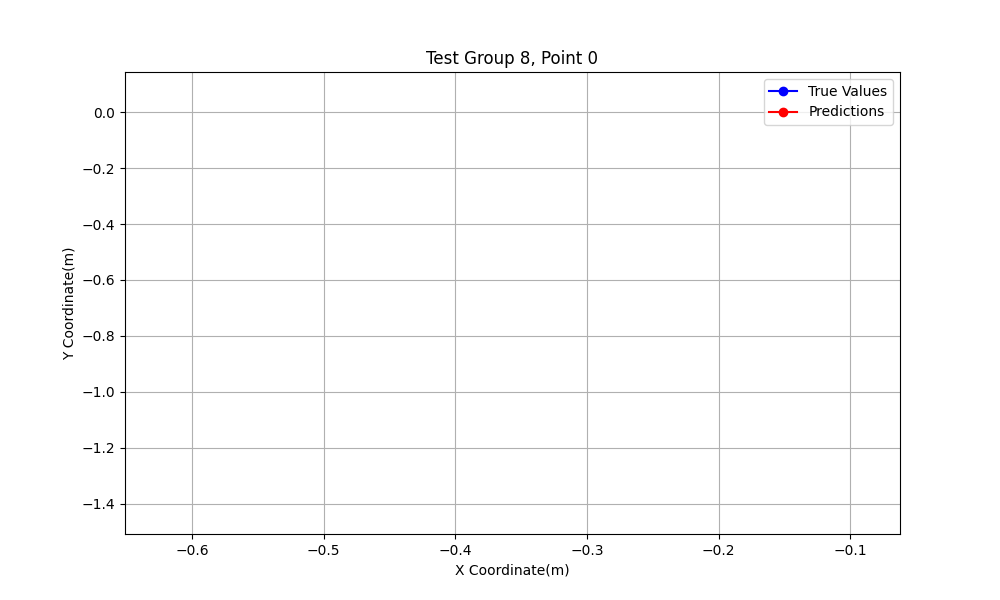 Test Group 8, Point 0
True Values
Predictions
0.0
−0.2
−0.4
−0.6
−0.8
−1.0
−1.2
−1.4
Y Coordinate(m)
−0.6 −0.5 −0.4 −0.3 −0.2 −0.1
X Coordinate(m)